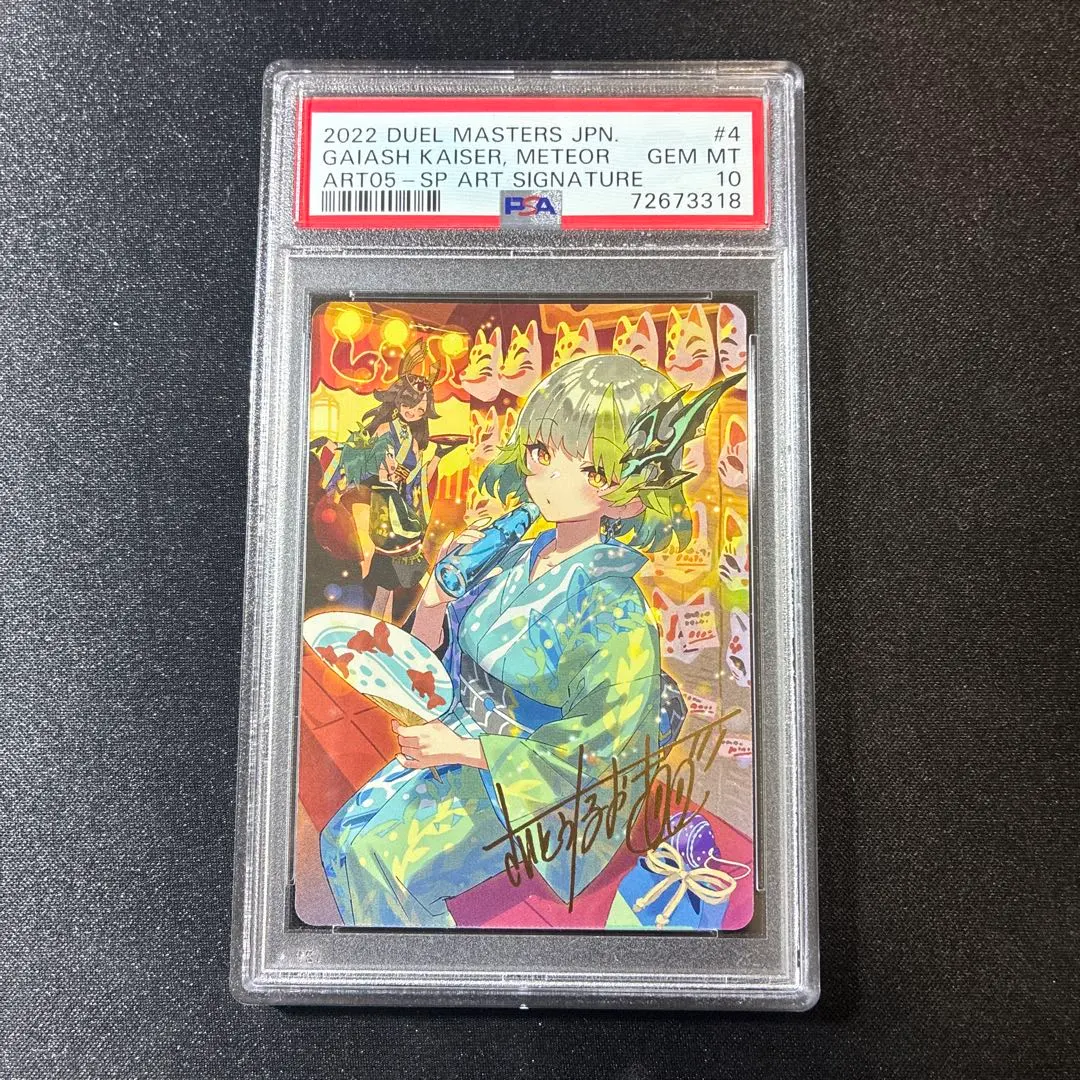 2022 DUEL MASTERS JPN. #4
GAIASH KAISER, METEOR GEM MT
ART05-SP ART SIGNATURE 10
PSA 72673318